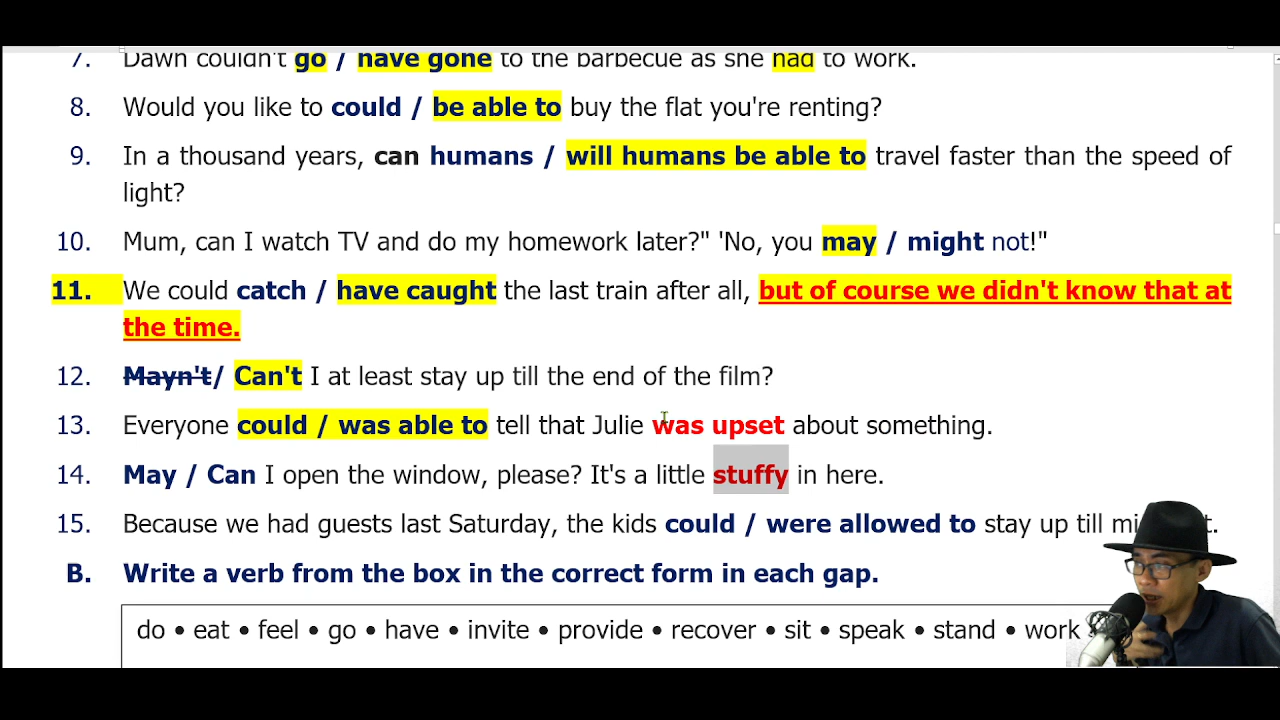 7. Dawn couldn't go / have gone to the barbecue as she had to work.
8. Would you like to could / be able to buy the flat you're renting?
9. In a thousand years, can humans / will humans be able to travel faster than the speed of
light?
10. Mum, can I watch TV and do my homework later?" 'No, you may / might not!"
11. We could catch / have caught the last train after all, but of course we didn't know that at
the time.
12. Mayn't/ Can't I at least stay up till the end of the film?
13. Everyone could / was able to tell that Julie was upset about something.
14. May / Can I open the window, please? It's a little stuffy in here.
15. Because we had guests last Saturday, the kids could / were allowed to stay up till
B. Write a verb from the box in the correct form in each gap.
do • eat • feel • go • have • invite • provide • recover • sit • speak • stand • work